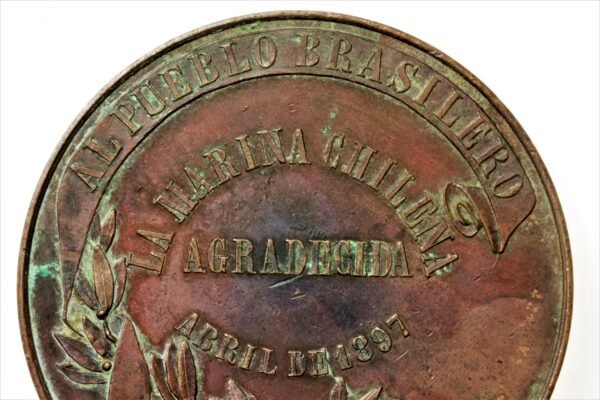 AL PUEBLO BRASILERO
LA MARINA CHILENA
AGRADECIDA
ABRIL DE 1897